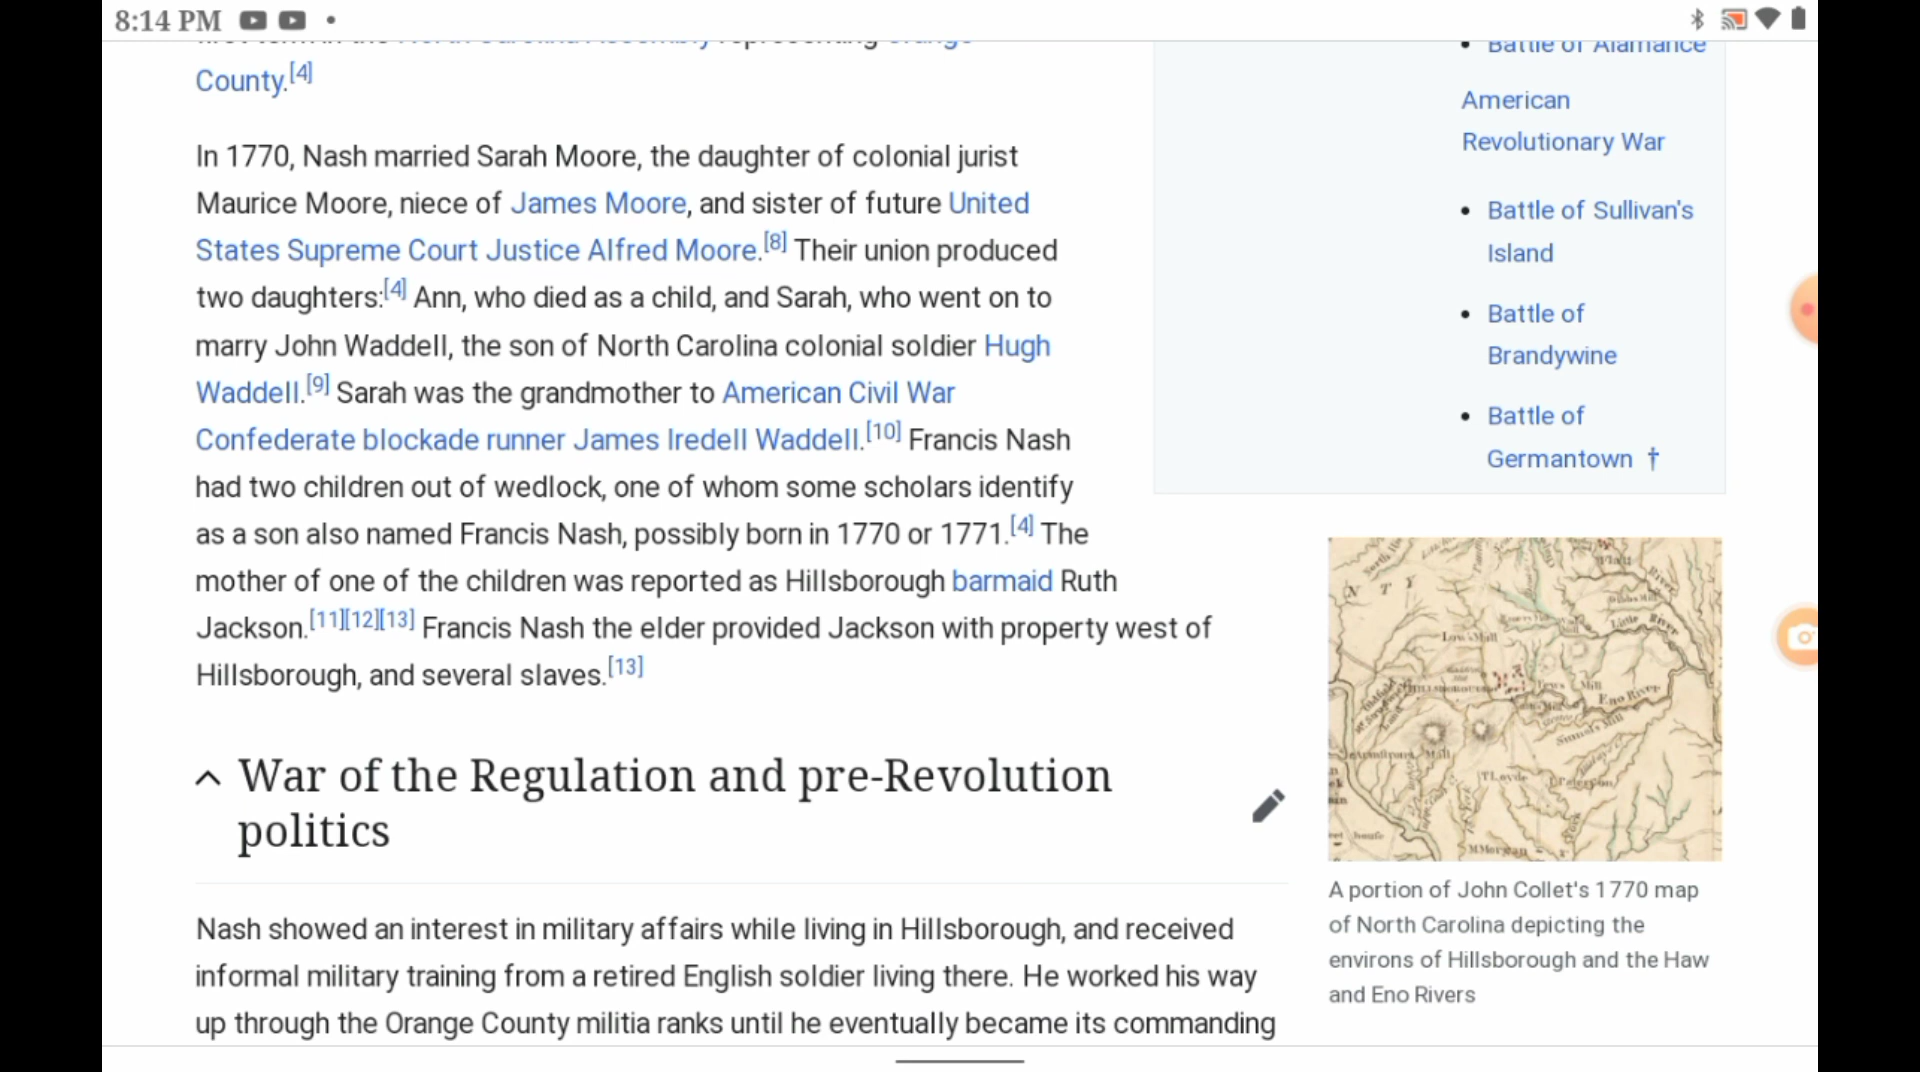 8:14 PM
County.[4]
In 1770, Nash married Sarah Moore, the daughter of colonial jurist
Maurice Moore, niece of James Moore, and sister of future United
States Supreme Court Justice Alfred Moore.[8] Their union produced
two daughters:[4] Ann, who died as a child, and Sarah, who went on to
marry John Waddell, the son of North Carolina colonial soldier Hugh
Waddell.[9] Sarah was the grandmother to American Civil War
Confederate blockade runner James Iredell Waddell.[10] Francis Nash
had two children out of wedlock, one of whom some scholars identify
as a son also named Francis Nash, possibly born in 1770 or 1771.[4] The
mother of one of the children was reported as Hillsborough barmaid Ruth
Jackson.[11][12][13] Francis Nash the elder provided Jackson with property west of
Hillsborough, and several slaves.[13]
War of the Regulation and pre-Revolution
politics
Nash showed an interest in military affairs while living in Hillsborough, and received
informal military training from a retired English soldier living there. He worked his way
up through the Orange County militia ranks until he eventually became its commanding
• Battle of Alamance
American
Revolutionary War
• Battle of Sullivan's
Island
• Battle of
Brandywine
• Battle of
Germantown †
N T Y
River
Little River
Mill
Eno River
M Morgan
A portion of John Collet's 1770 map
of North Carolina depicting the
environs of Hillsborough and the Haw
and Eno Rivers